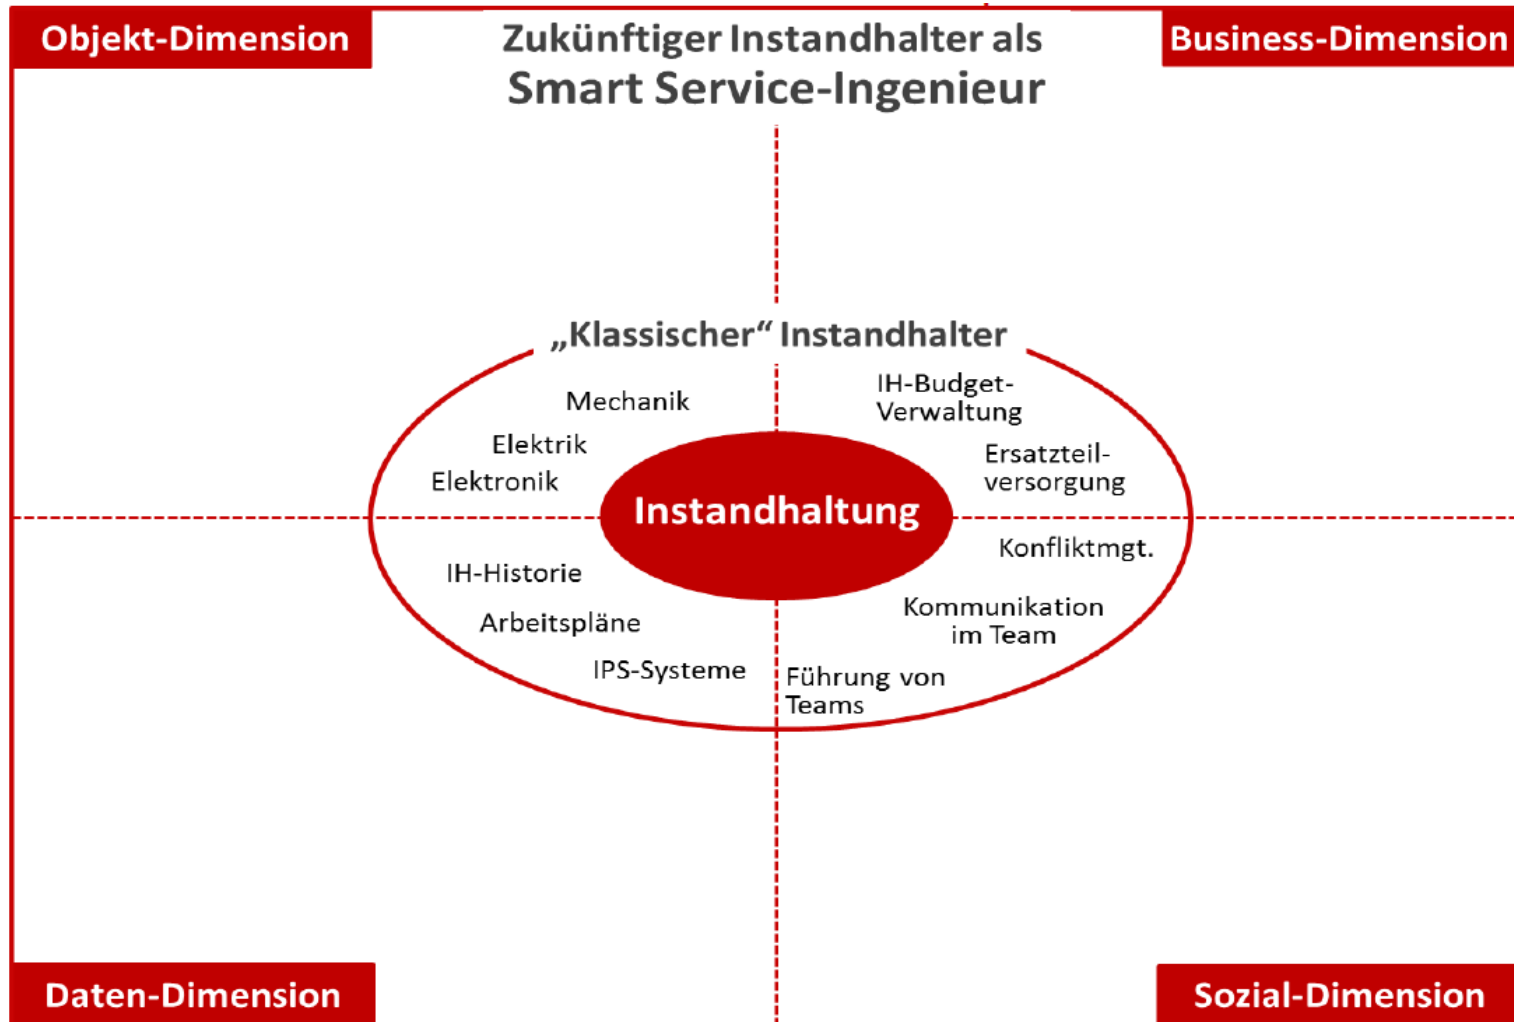 Objekt-Dimension
Zukünftiger Instandhalter als
Smart Service-Ingenieur
Business-Dimension
„Klassischer“ Instandhalter
Mechanik
Elektrik
Elektronik
IH-Budget-
Verwaltung
Ersatzteil-
versorgung
Instandhaltung
IH-Historie
Arbeitspläne
IPS-Systeme
Konfliktmgt.
Kommunikation
im Team
Führung von
Teams
Daten-Dimension
Sozial-Dimension